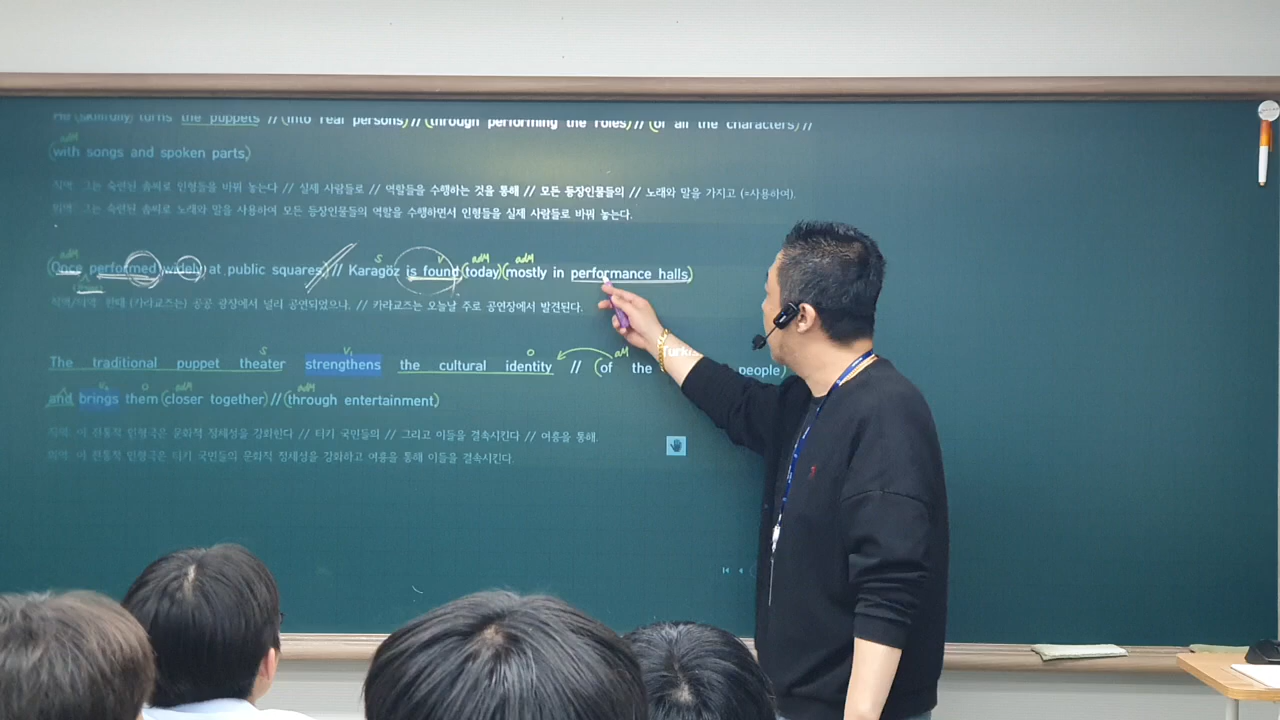 He (skillfully) turns the puppets // (into real persons) // (through performing the roles) // (of all the characters) //
adM
(with songs and spoken parts)
직역: 그는 숙련된 솜씨로 인형들을 바꿔 놓는다 // 실제 사람들로 // 역할들을 수행하는 것을 통해 // 모든 등장인물들의 // 노래와 말을 가지고 (=사용하여).
의역: 그는 숙련된 솜씨로 노래와 말을 사용하여 모든 등장인물들의 역할을 수행하면서 인형들을 실제 사람들로 바꿔 놓는다.
adM S V adM adM
(Once performed widely at public squares,) // Karagöz is found (today) (mostly in performance halls)
직역/의역: 한때 (카라교즈는) 공공 광장에서 널리 공연되었으나, // 카라교즈는 오늘날 주로 공연장에서 발견된다.
S V₁ O aM
The traditional puppet theater strengthens the cultural identity // (of the Turkis people)
V₂ O adM adM
and brings them (closer together) // (through entertainment)
직역: 이 전통적 인형극은 문화적 정체성을 강화한다 // 터키 국민들의 // 그리고 이들을 결속시킨다 // 여흥을 통해.
의역: 이 전통적 인형극은 터키 국민들의 문화적 정체성을 강화하고 여흥을 통해 이들을 결속시킨다.